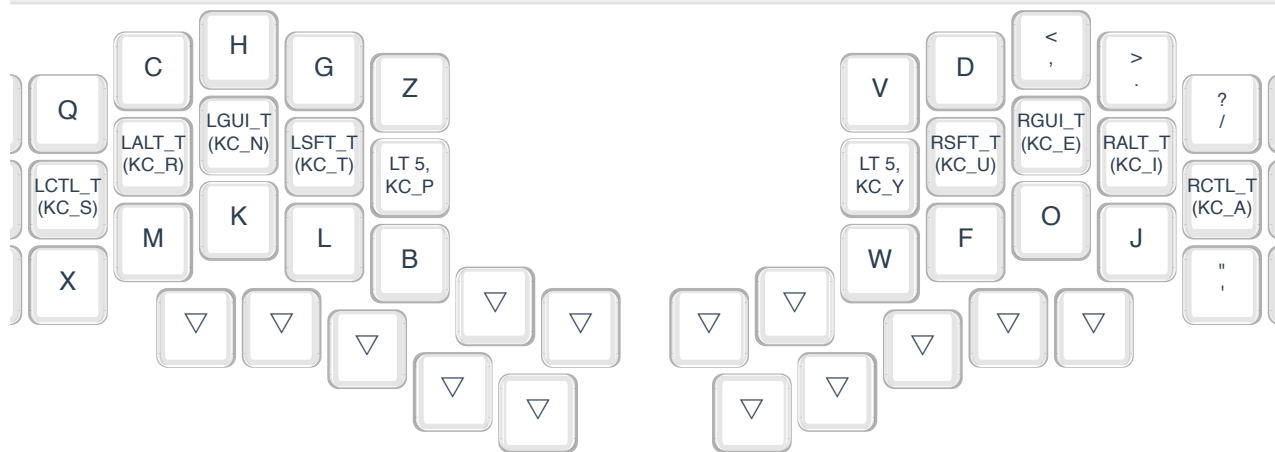 Q
C
H
G
Z
V
D
<
,
>
.
?
/
LCTL_T
(KC_S)
LALT_T
(KC_R)
LGUI_T
(KC_N)
LSFT_T
(KC_T)
LT 5,
KC_P
LT 5,
KC_Y
RSFT_T
(KC_U)
RGUI_T
(KC_E)
RALT_T
(KC_I)
RCTL_T
(KC_A)
X
M
K
L
B
W
F
O
J
"
'
▽
▽
▽
▽
▽
▽
▽
▽
▽
▽
▽
▽
▽
▽